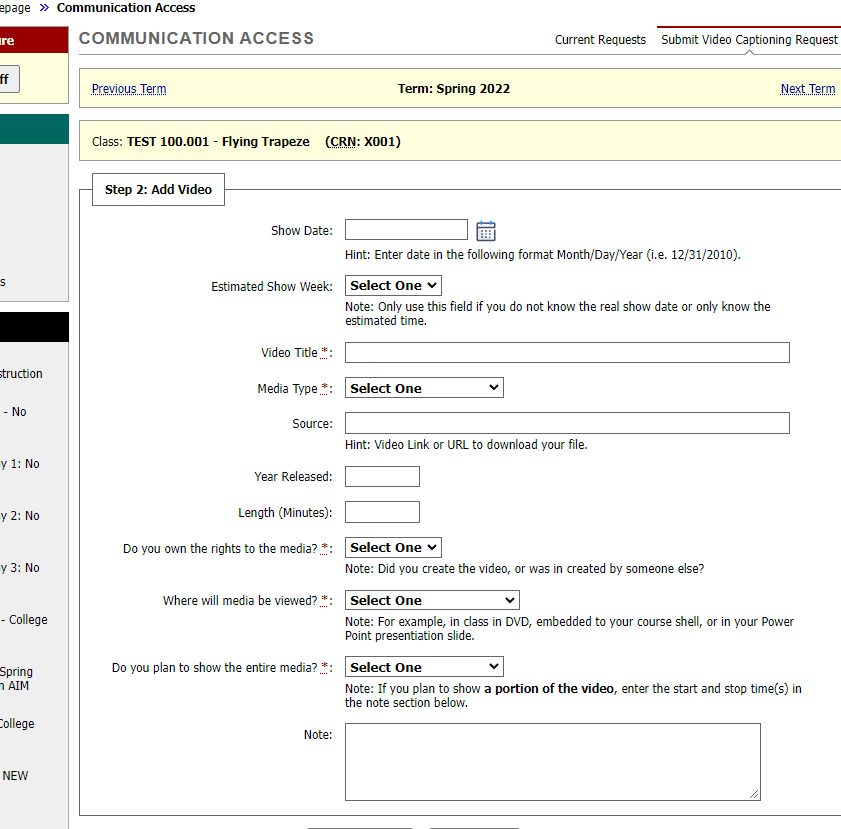 epage » Communication Access
COMMUNICATION ACCESS
Current Requests
Submit Video Captioning Request
re
ff
s
struction
- No
y 1: No
y 2: No
y 3: No
- College
Spring
n AIM
College
NEW
Previous Term
Term: Spring 2022
Next Term
Class: TEST 100.001 - Flying Trapeze (CRN: X001)
Step 2: Add Video
Show Date:
Hint: Enter date in the following format Month/Day/Year (i.e. 12/31/2010).
Estimated Show Week: Select One
Note: Only use this field if you do not know the real show date or only know the
estimated time.
Video Title *:
Media Type *: Select One
Source:
Hint: Video Link or URL to download your file.
Year Released:
Length (Minutes):
Do you own the rights to the media? *: Select One
Note: Did you create the video, or was in created by someone else?
Where will media be viewed? *: Select One
Note: For example, in class in DVD, embedded to your course shell, or in your Power
Point presentiation slide.
Do you plan to show the entire media? *: Select One
Note: If you plan to show a portion of the video, enter the start and stop time(s) in
the note section below.
Note: